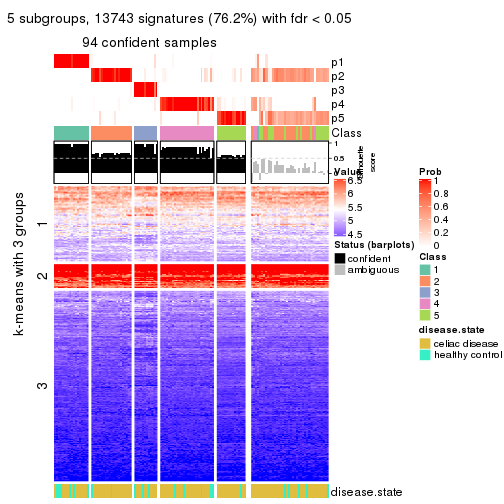 5 subgroups, 13743 signatures (76.2%) with fdr < 0.05
94 confident samples
p1
p2
p3
p4
p5
Class
1
0.5
0
silhouette
score
k-means with 3 groups
1
2
3
disease.state
Value
6.5
6
5.5
5
4.5
Status (barplots)
confident
ambiguous
Prob
1
0.8
0.6
0.4
0.2
0
Class
1
2
3
4
5
disease.state
celiac disease
healthy control